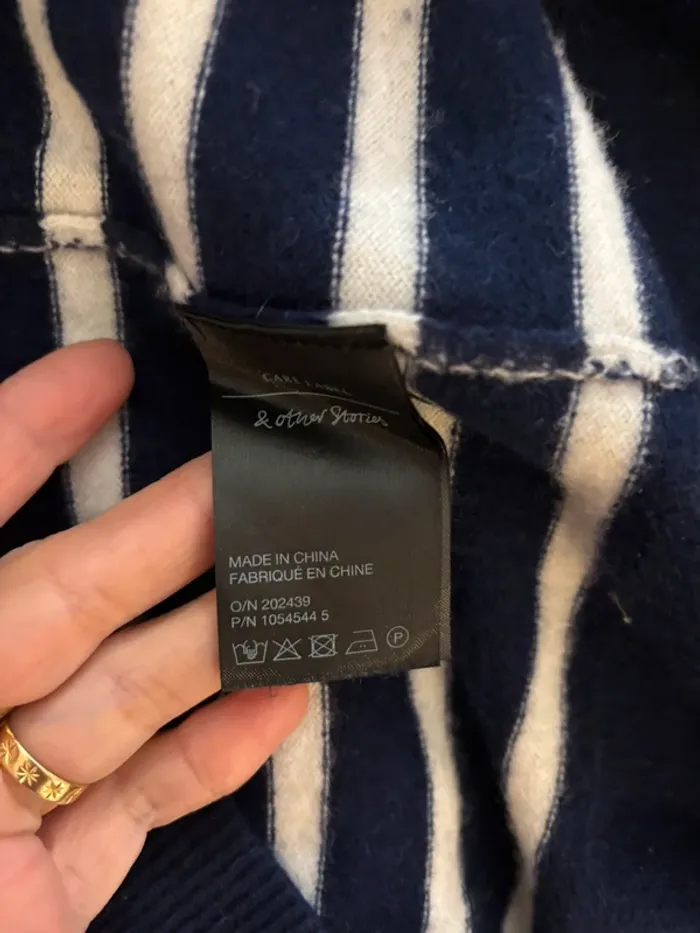 CARE LABEL
& other Stories
MADE IN CHINA
FABRIQUÉ EN CHINE
O/N 202439
P/N 1054544 5
P